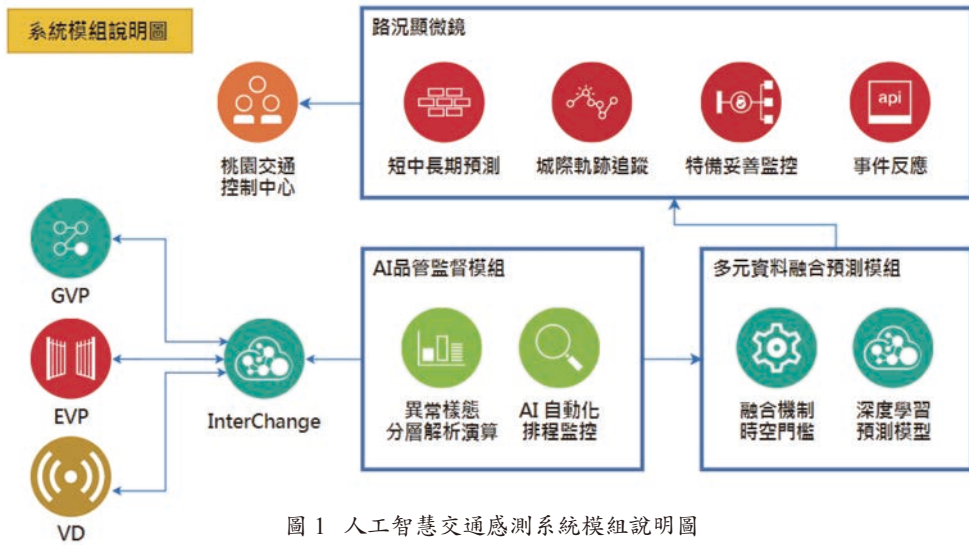 系統模組說明圖
路況顯微鏡
api
短中長期預測
城際軌跡追蹤
特備妥善監控
事件反應
桃園交通
控制中心
GVP
EVP
VD
InterChange
AI品管監督模組
異常樣態
分層解析演算
AI 自動化
排程監控
多元資料融合預測模組
融合機制
時空門檻
深度學習
預測模型
圖 1 人工智慧交通感測系統模組說明圖